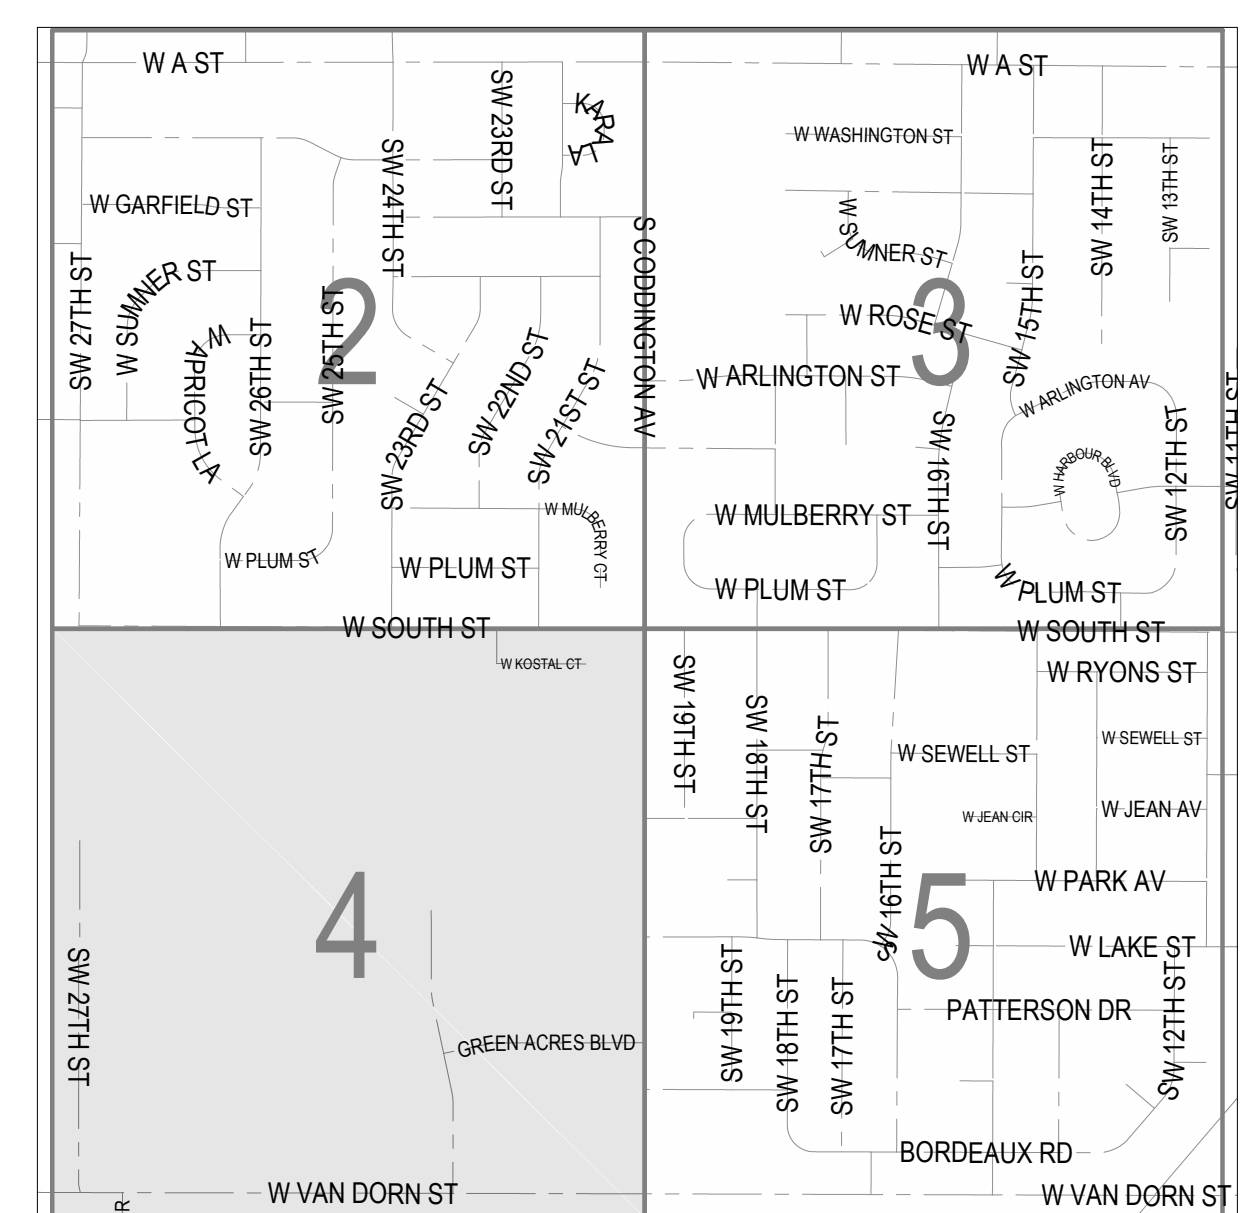 W A ST
W A ST
SW 23RD ST
KARA LA
W WASHINGTON ST
SW 24TH ST
SW 14TH ST
SW 13TH ST
W GARFIELD ST
W SUMNER ST
S CODDINGTON AV
SW 27TH ST
W SUMNER ST
SW 15TH ST
2
3
W ROSE ST
W APRICOT LA
SW 26TH ST
SW 25TH ST
SW 23RD ST
SW 22ND ST
SW 21ST ST
W ARLINGTON ST
W ARLINGTON AV
SW 16TH ST
SW 12TH ST
SW 11TH ST
W HARBOUR BLVD
W MULBERRY CT
W MULBERRY ST
W PLUM ST
W PLUM ST
W PLUM ST
W PLUM ST
W SOUTH ST
W SOUTH ST
W KOSTAL CT
W RYONS ST
SW 19TH ST
SW 18TH ST
SW 17TH ST
W SEWELL ST
W SEWELL ST
W JEAN CIR
W JEAN AV
SW 16TH ST
W PARK AV
4
5
W LAKE ST
SW 27TH ST
SW 19TH ST
SW 18TH ST
SW 17TH ST
PATTERSON DR
SW 12TH ST
GREEN ACRES BLVD
BORDEAUX RD
W VAN DORN ST
W VAN DORN ST
R